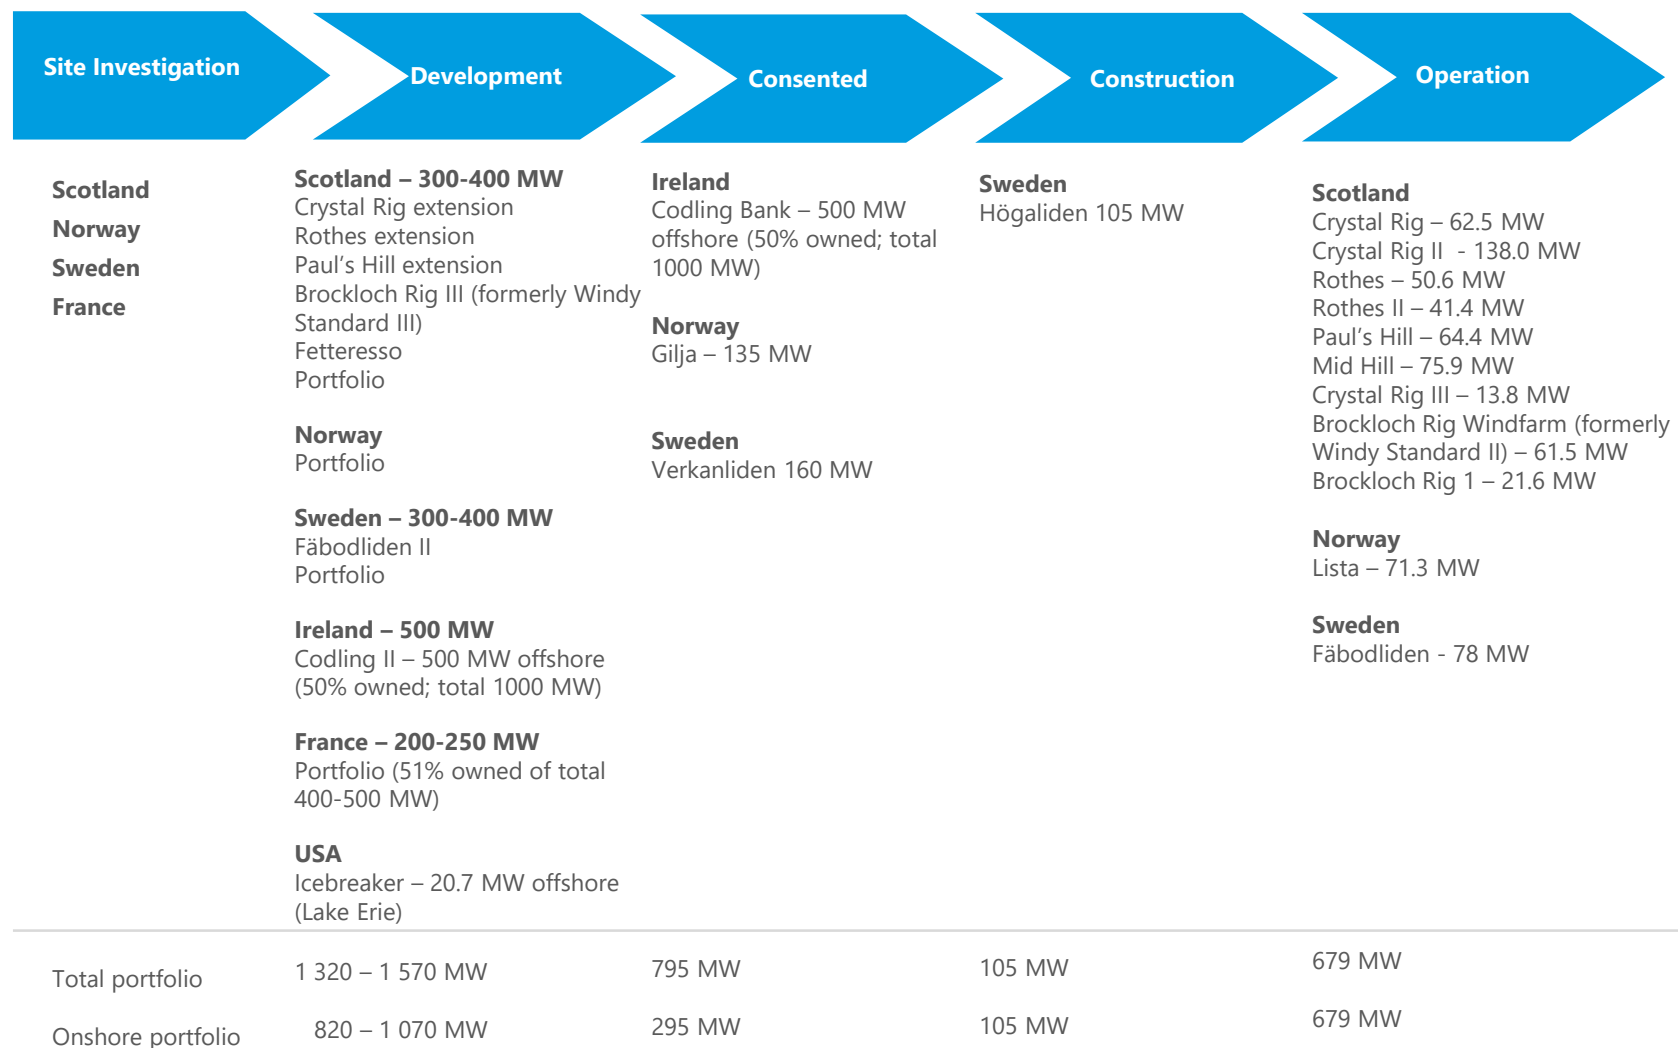 Site Investigation
Development
Consented
Construction
Operation
Scotland
Norway
Sweden
France
Scotland – 300-400 MW
Crystal Rig extension
Rothes extension
Paul’s Hill extension
Brockloch Rig III (formerly Windy
Standard III)
Fetteresso
Portfolio
Norway
Portfolio
Sweden – 300-400 MW
Fäbodliden II
Portfolio
Ireland – 500 MW
Codling II – 500 MW offshore
(50% owned; total 1000 MW)
France – 200-250 MW
Portfolio (51% owned of total
400-500 MW)
USA
Icebreaker – 20.7 MW offshore
(Lake Erie)
Ireland
Codling Bank – 500 MW
offshore (50% owned; total
1000 MW)
Norway
Gilja – 135 MW
Sweden
Verkanliden 160 MW
Sweden
Högaliden 105 MW
Scotland
Crystal Rig – 62.5 MW
Crystal Rig II - 138.0 MW
Rothes – 50.6 MW
Rothes II – 41.4 MW
Paul’s Hill – 64.4 MW
Mid Hill – 75.9 MW
Crystal Rig III – 13.8 MW
Brockloch Rig Windfarm (formerly
Windy Standard II) – 61.5 MW
Brockloch Rig 1 – 21.6 MW
Norway
Lista – 71.3 MW
Sweden
Fäbodliden - 78 MW
Total portfolio 1 320 – 1 570 MW 795 MW 105 MW 679 MW
Onshore portfolio 820 – 1 070 MW 295 MW 105 MW 679 MW